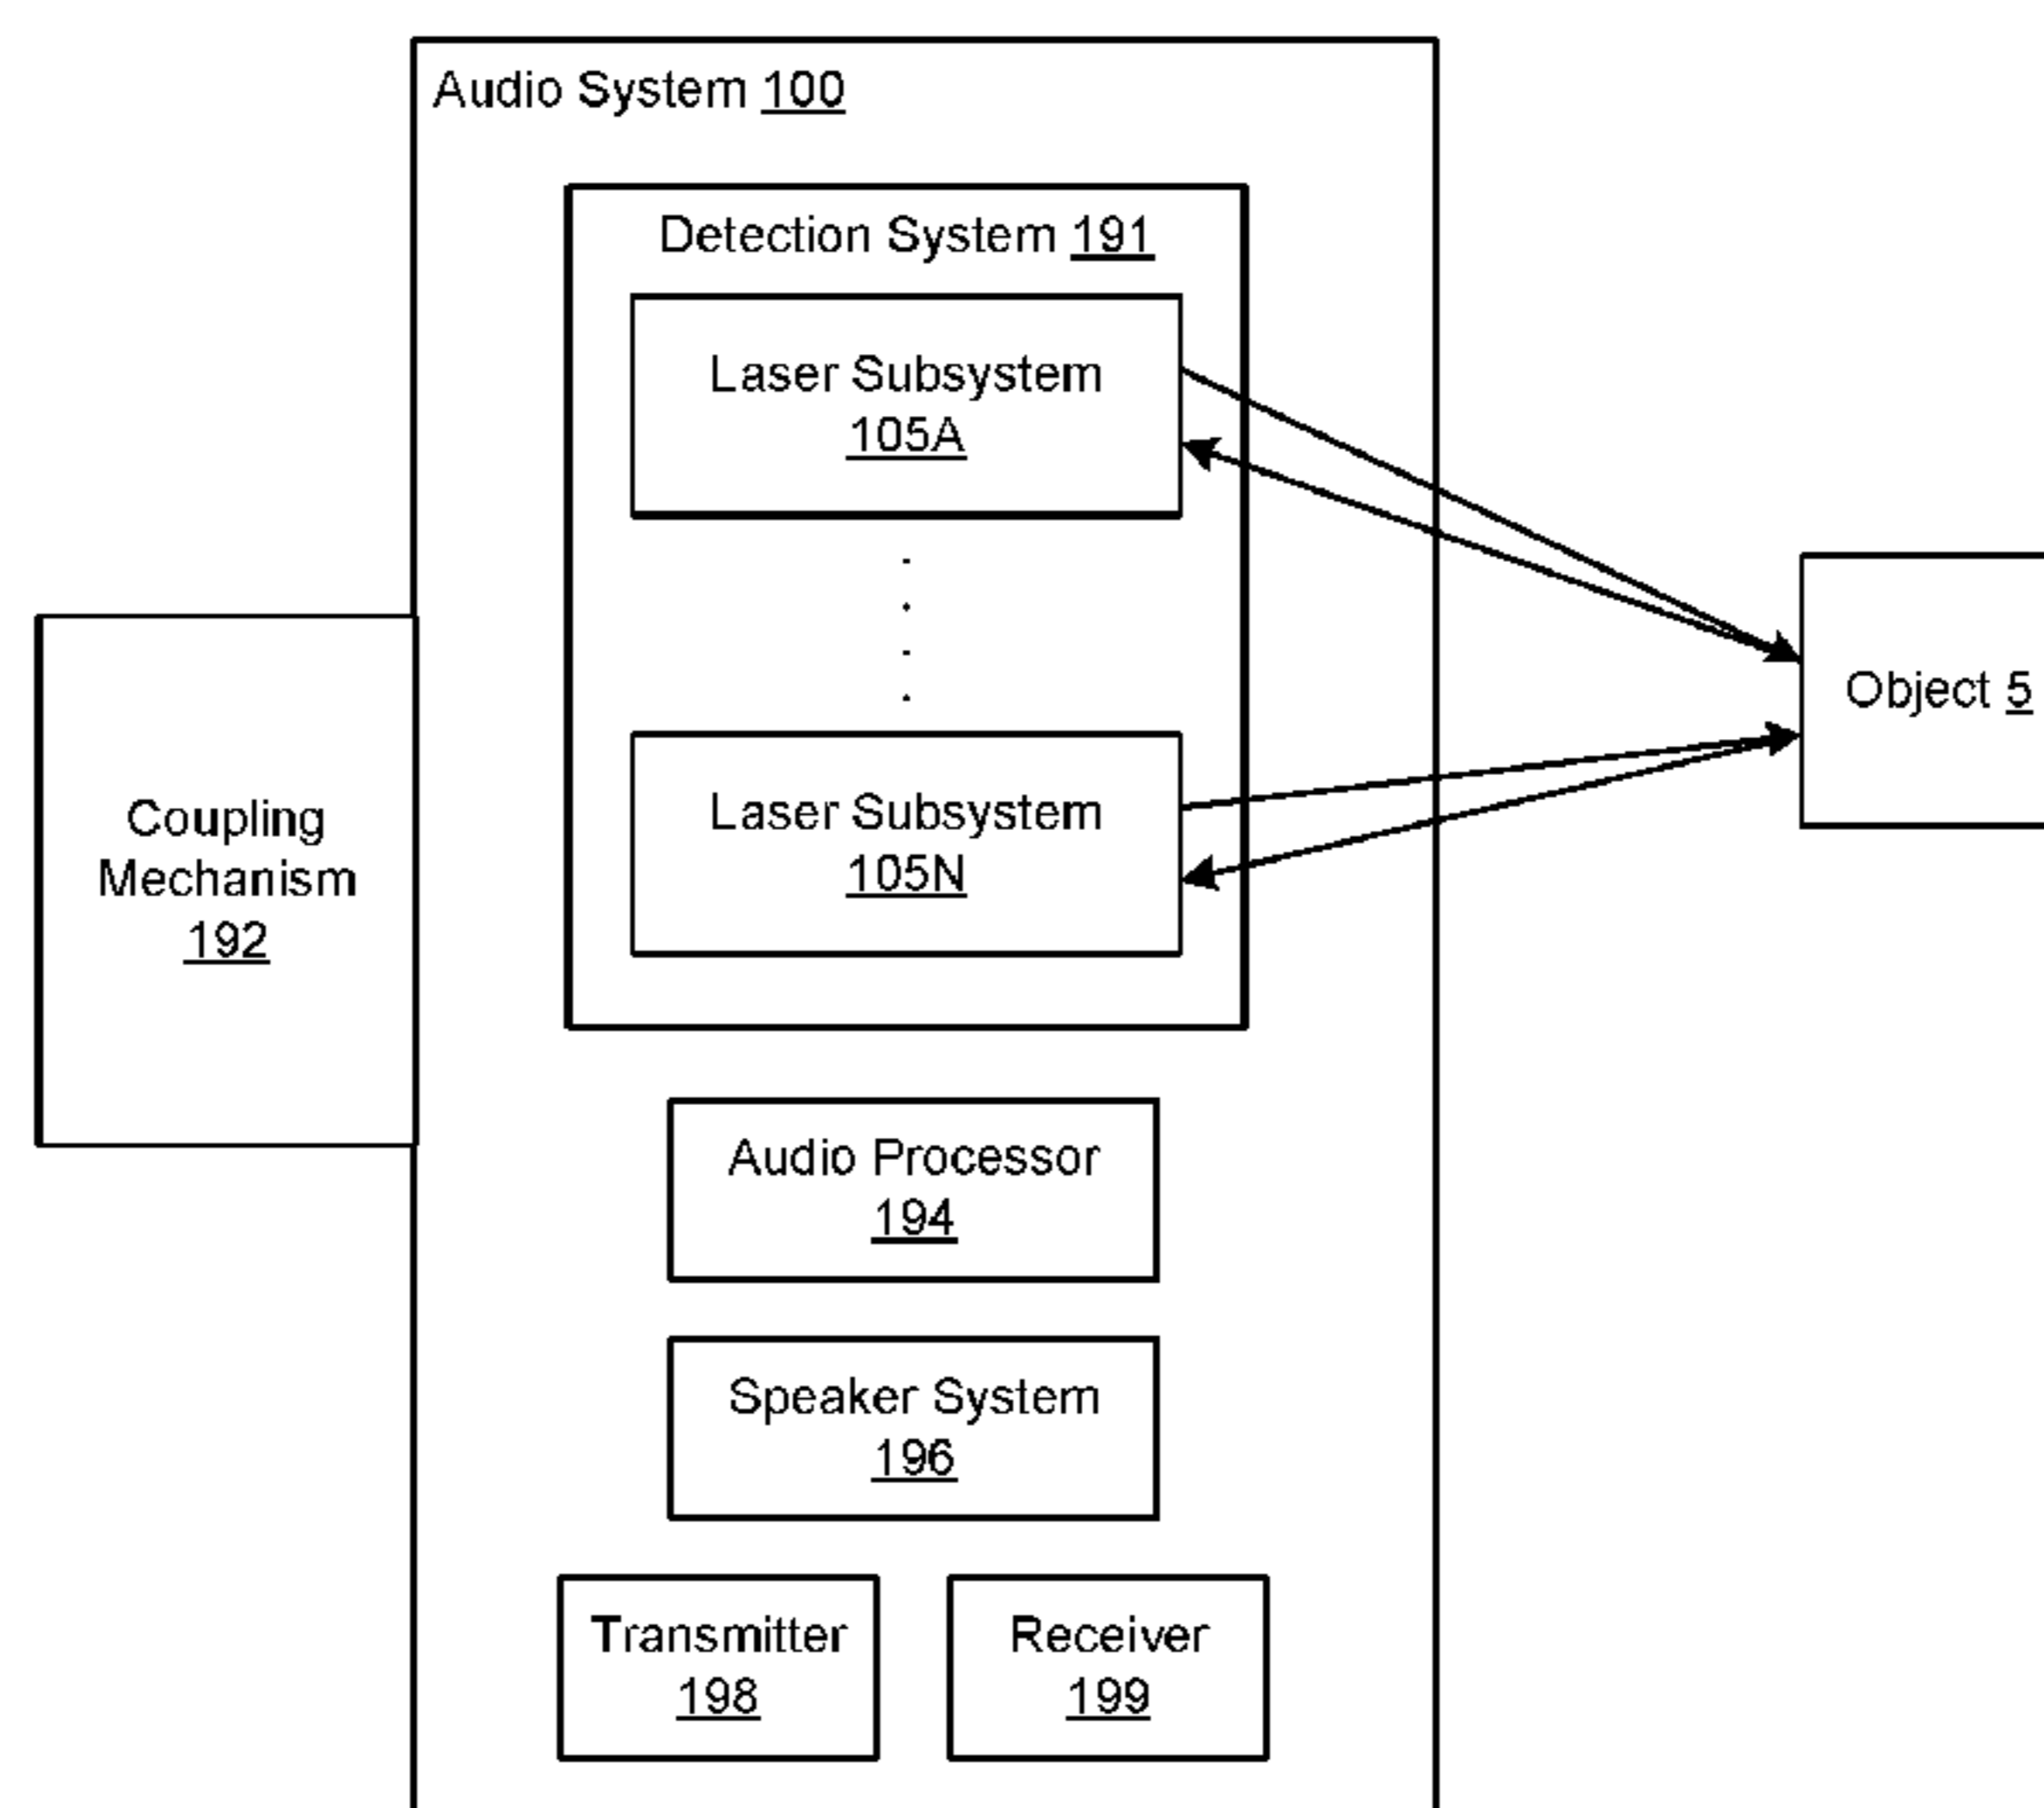 Audio System 100
Detection System 191
Laser Subsystem
105A
Laser Subsystem
105N
Object 5
Coupling
Mechanism
192
Audio Processor
194
Speaker System
196
Transmitter
198
Receiver
199